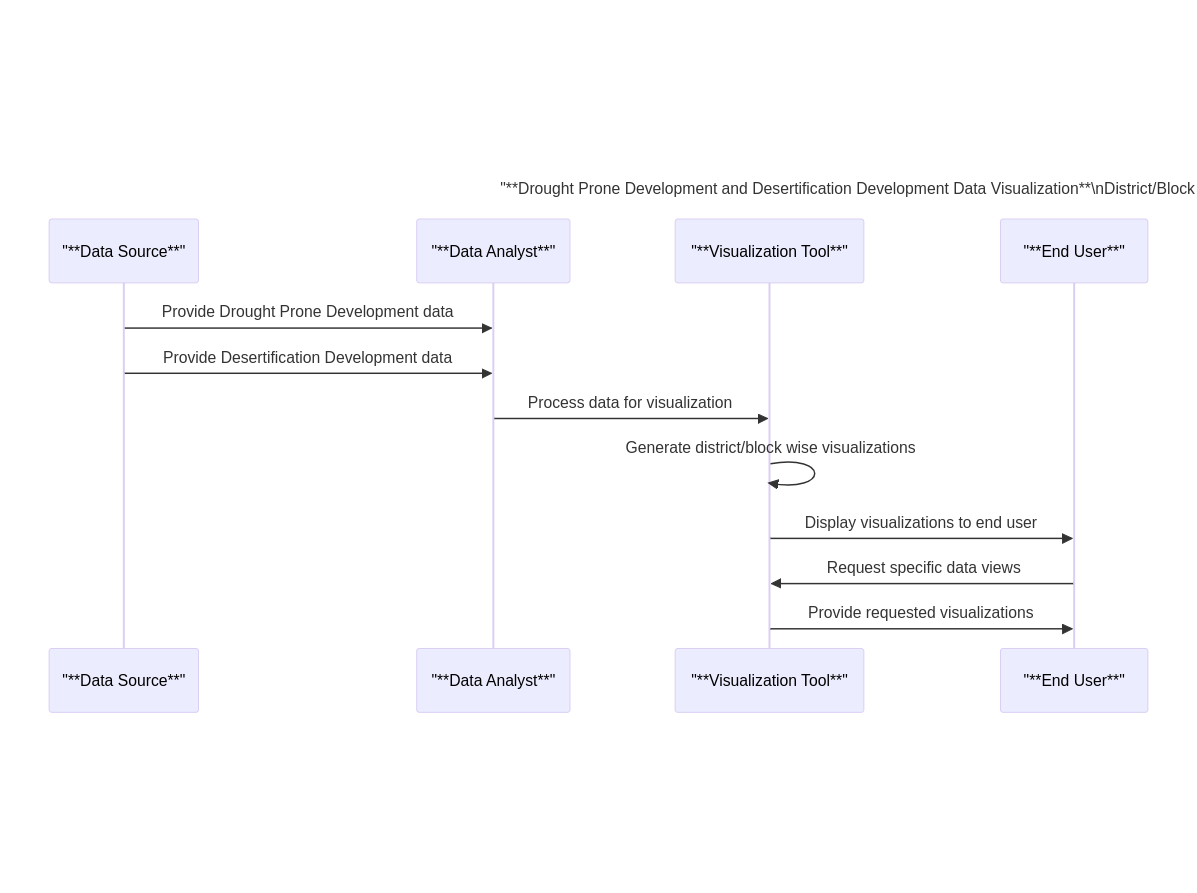 "**Drought Prone Development and Desertification Development Data Visualization**\nDistrict/Block
"**Data Source**"
"**Data Analyst**"
"**Visualization Tool**"
"**End User**"
Provide Drought Prone Development data
Provide Desertification Development data
Process data for visualization
Generate district/block wise visualizations
Display visualizations to end user
Request specific data views
Provide requested visualizations
"**Data Source**"
"**Data Analyst**"
"**Visualization Tool**"
"**End User**"